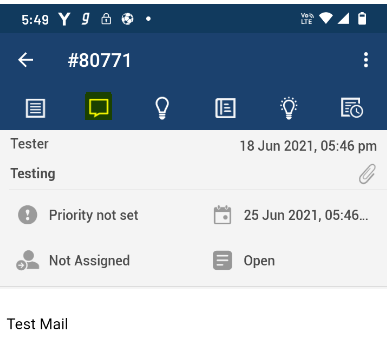 5:49 Y g Vo) LTE
#80771
Tester 18 Jun 2021, 05:46 pm
Testing
Priority not set 25 Jun 2021, 05:46...
Not Assigned Open
Test Mail